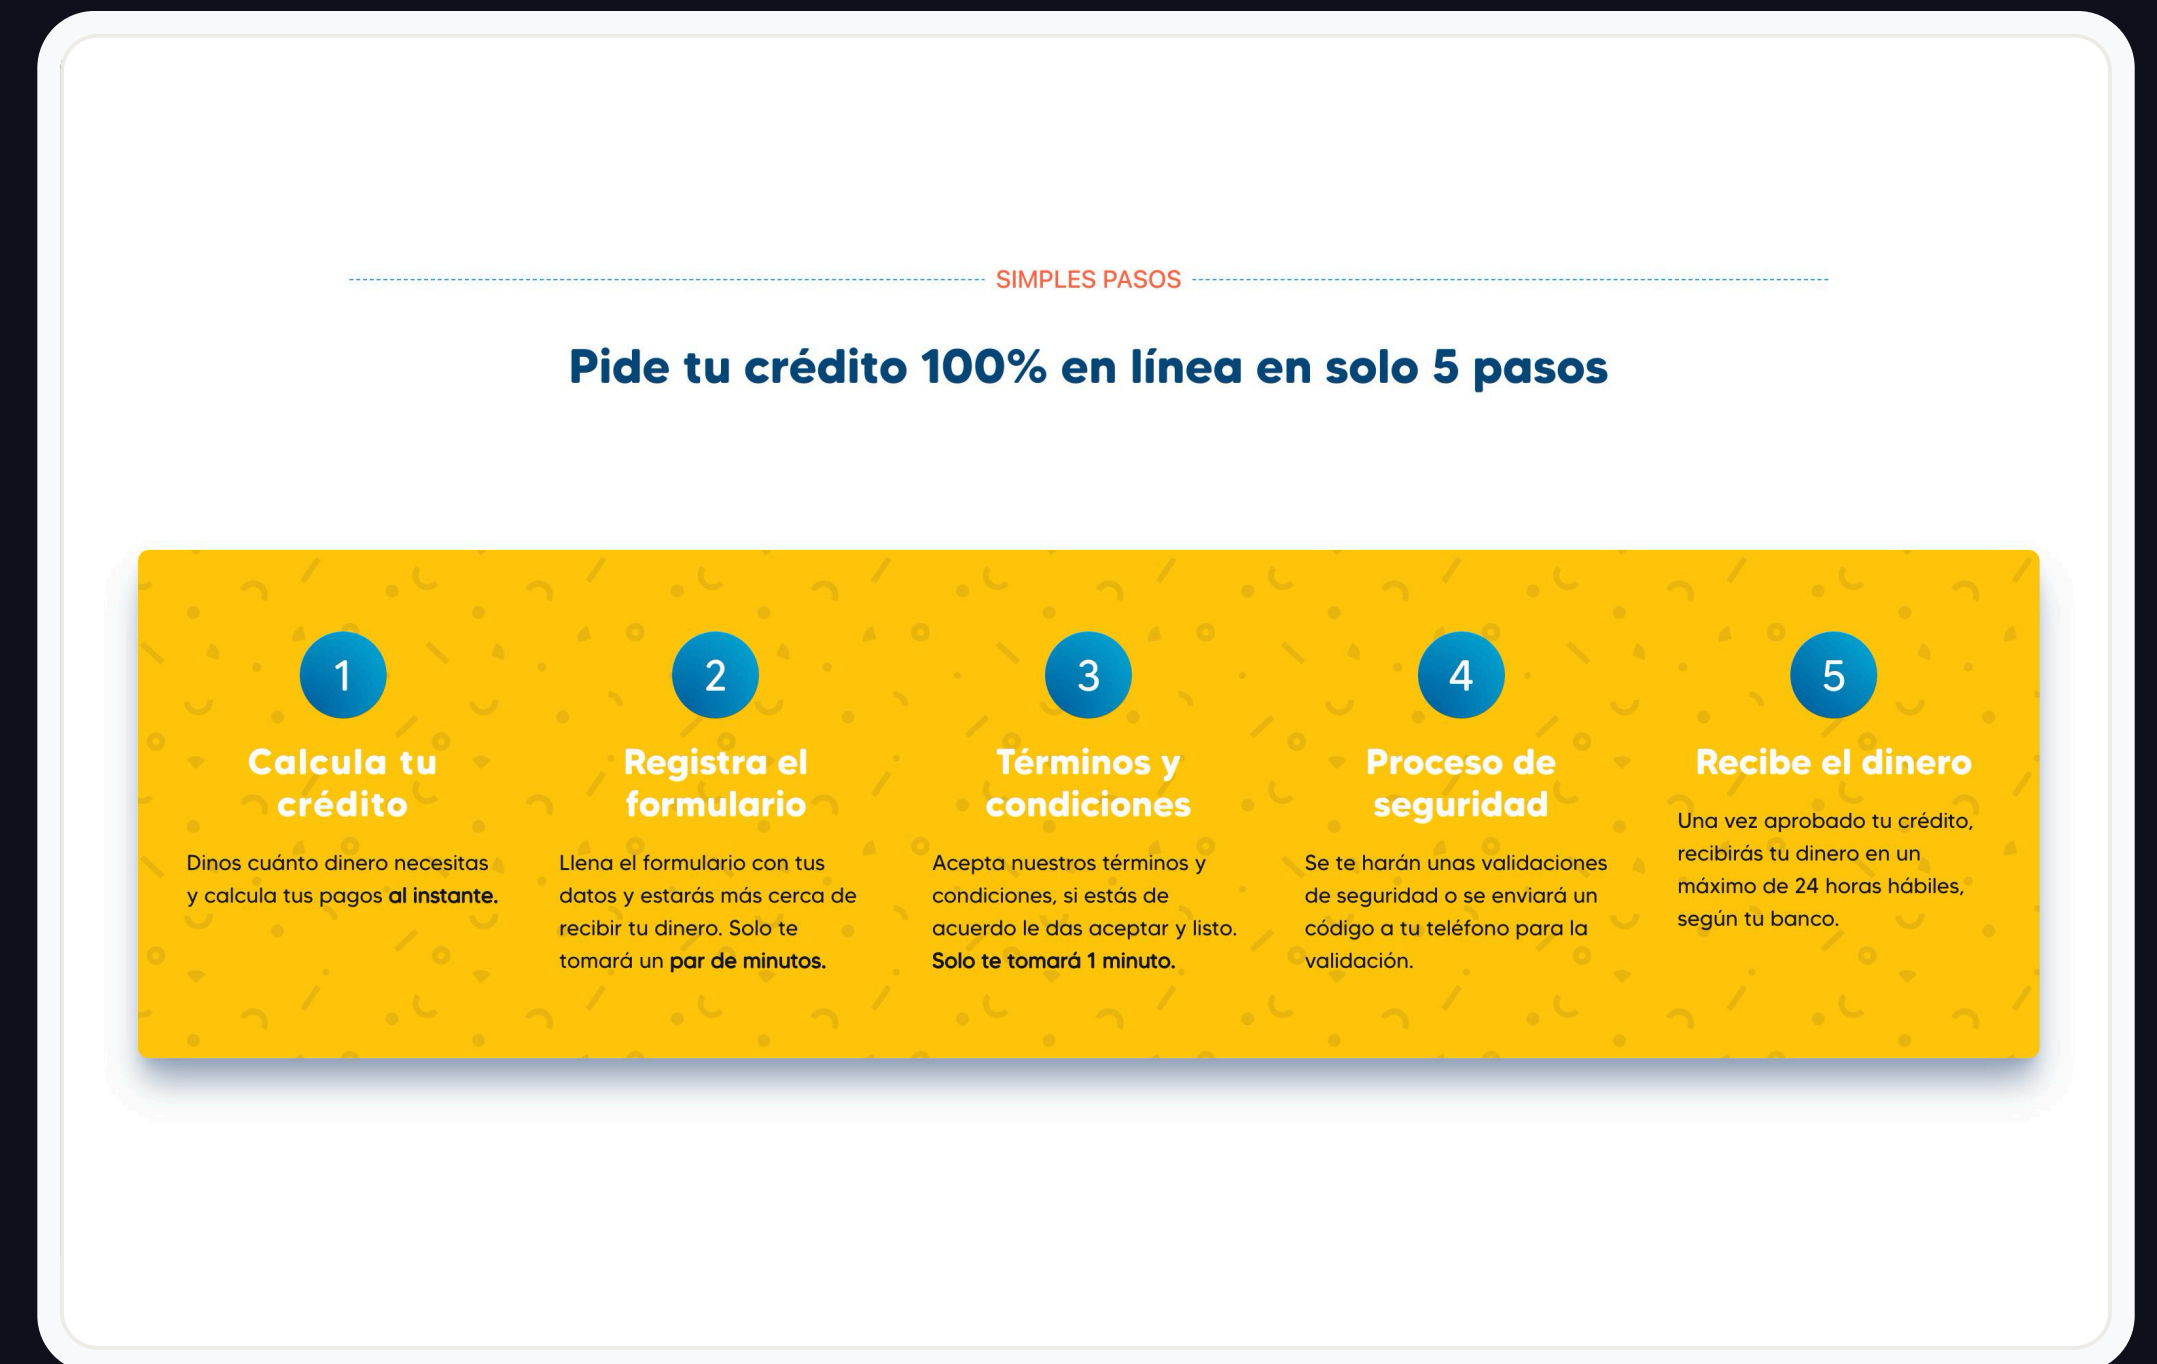 SIMPLES PASOS
Pide tu crédito 100% en línea en solo 5 pasos
1
Calcula tu
crédito
Dinos cuánto dinero necesitas
y calcula tus pagos al instante.
2
Registra el
formulario
Llena el formulario con tus
datos y estarás más cerca de
recibir tu dinero. Solo te
tomará un par de minutos.
3
Términos y
condiciones
Acepta nuestros términos y
condiciones, si estás de
acuerdo le das aceptar y listo.
Solo te tomará 1 minuto.
4
Proceso de
seguridad
Se te harán unas validaciones
de seguridad o se enviará un
código a tu teléfono para la
validación.
5
Recibe el dinero
Una vez aprobado tu crédito,
recibirás tu dinero en un
máximo de 24 horas hábiles,
según tu banco.